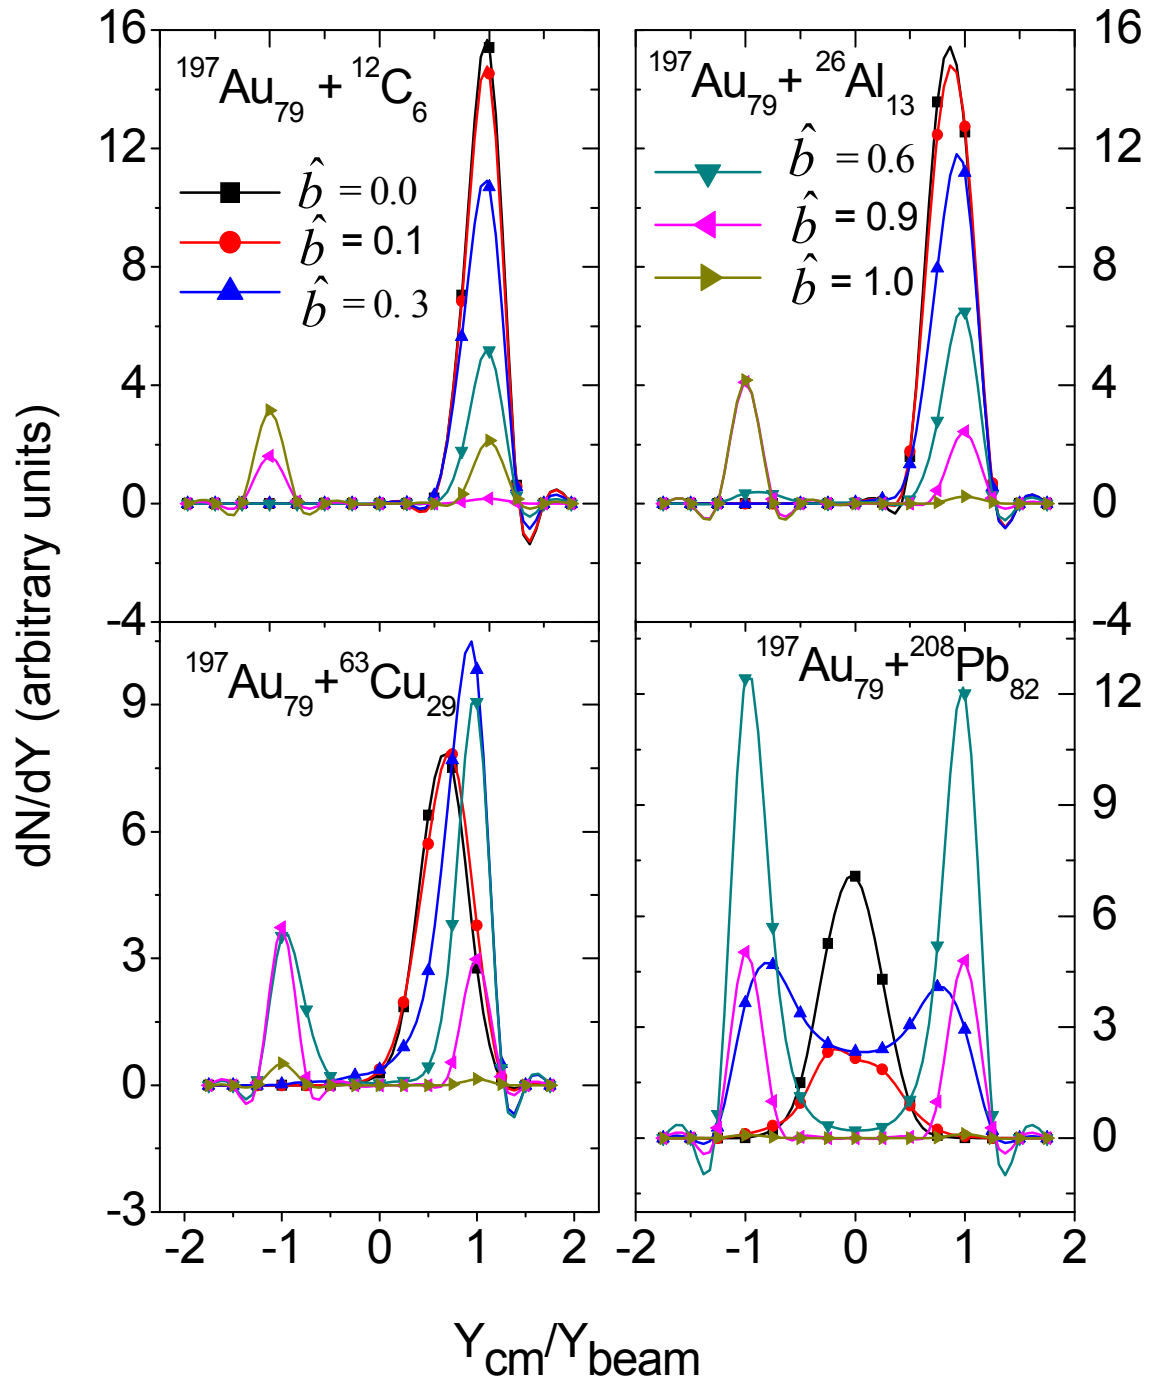 16
12
8
4
0
-4
9
6
3
0
-3
dN/dY (arbitrary units)
¹⁹⁷Au₇₉ + ¹²C₆
b̂ = 0.0
b̂ = 0.1
b̂ = 0.3
¹⁹⁷Au₇₉+ ²⁶Al₁₃
b̂ = 0.6
b̂ = 0.9
b̂ = 1.0
16
12
8
4
0
-4
¹⁹⁷Au₇₉+⁶³Cu₂₉
¹⁹⁷Au₇₉+²⁰⁸Pb₈₂
12
9
6
3
0
-2 -1 0 1 2
-2 -1 0 1 2
Y_cm/Y_beam